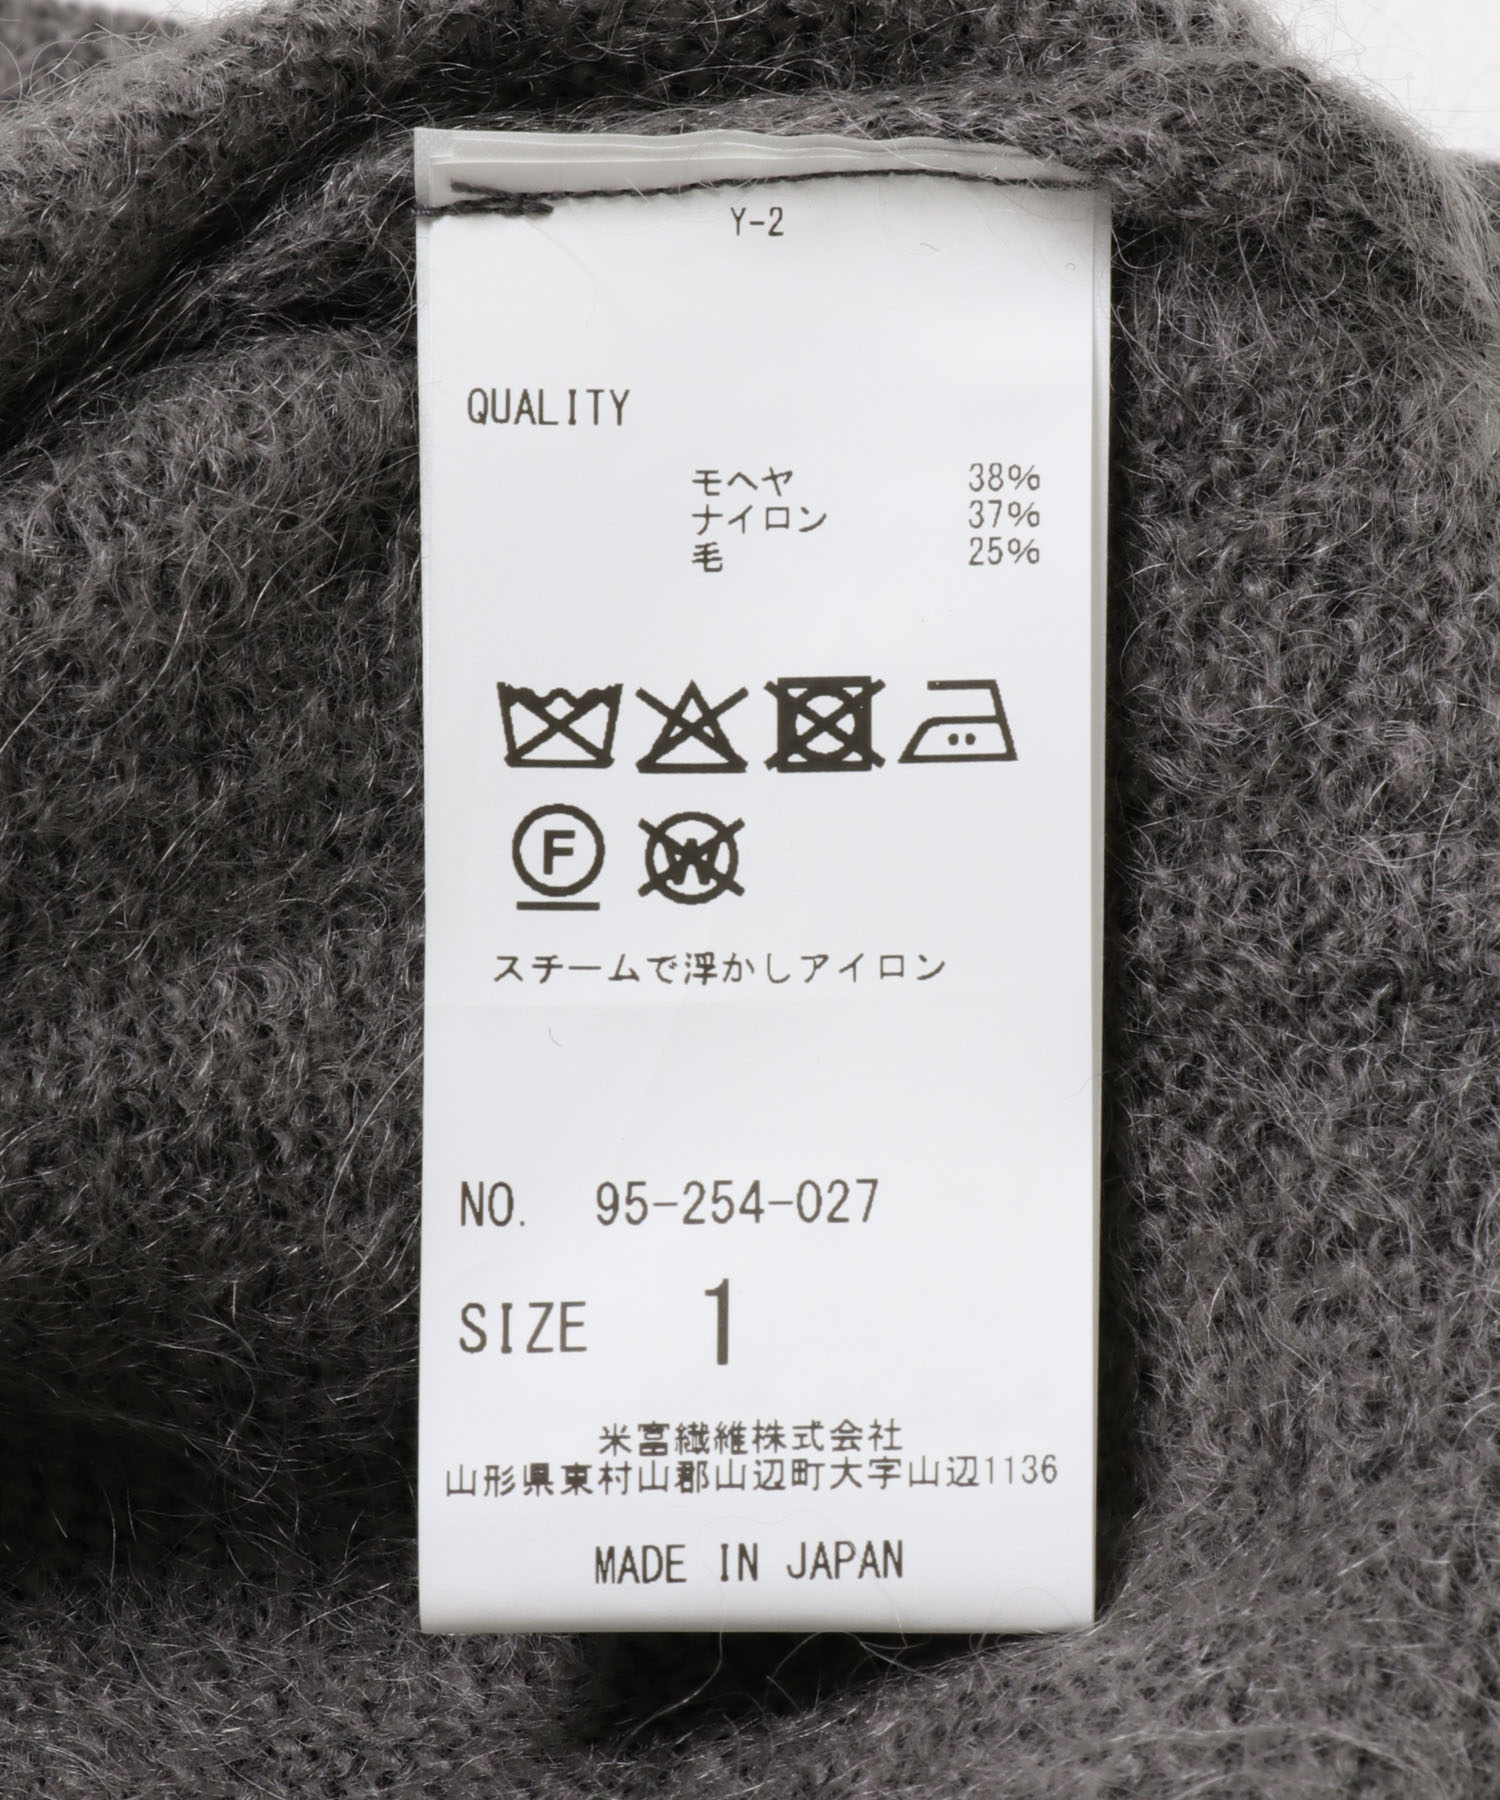 Y-2
QUALITY
モヘヤ 38%
ナイロン 37%
毛 25%
F
W
スチームで浮かしアイロン
NO. 95-254-027
SIZE 1
米富繊維株式会社
山形県東村山郡山辺町大字山辺1136
MADE IN JAPAN